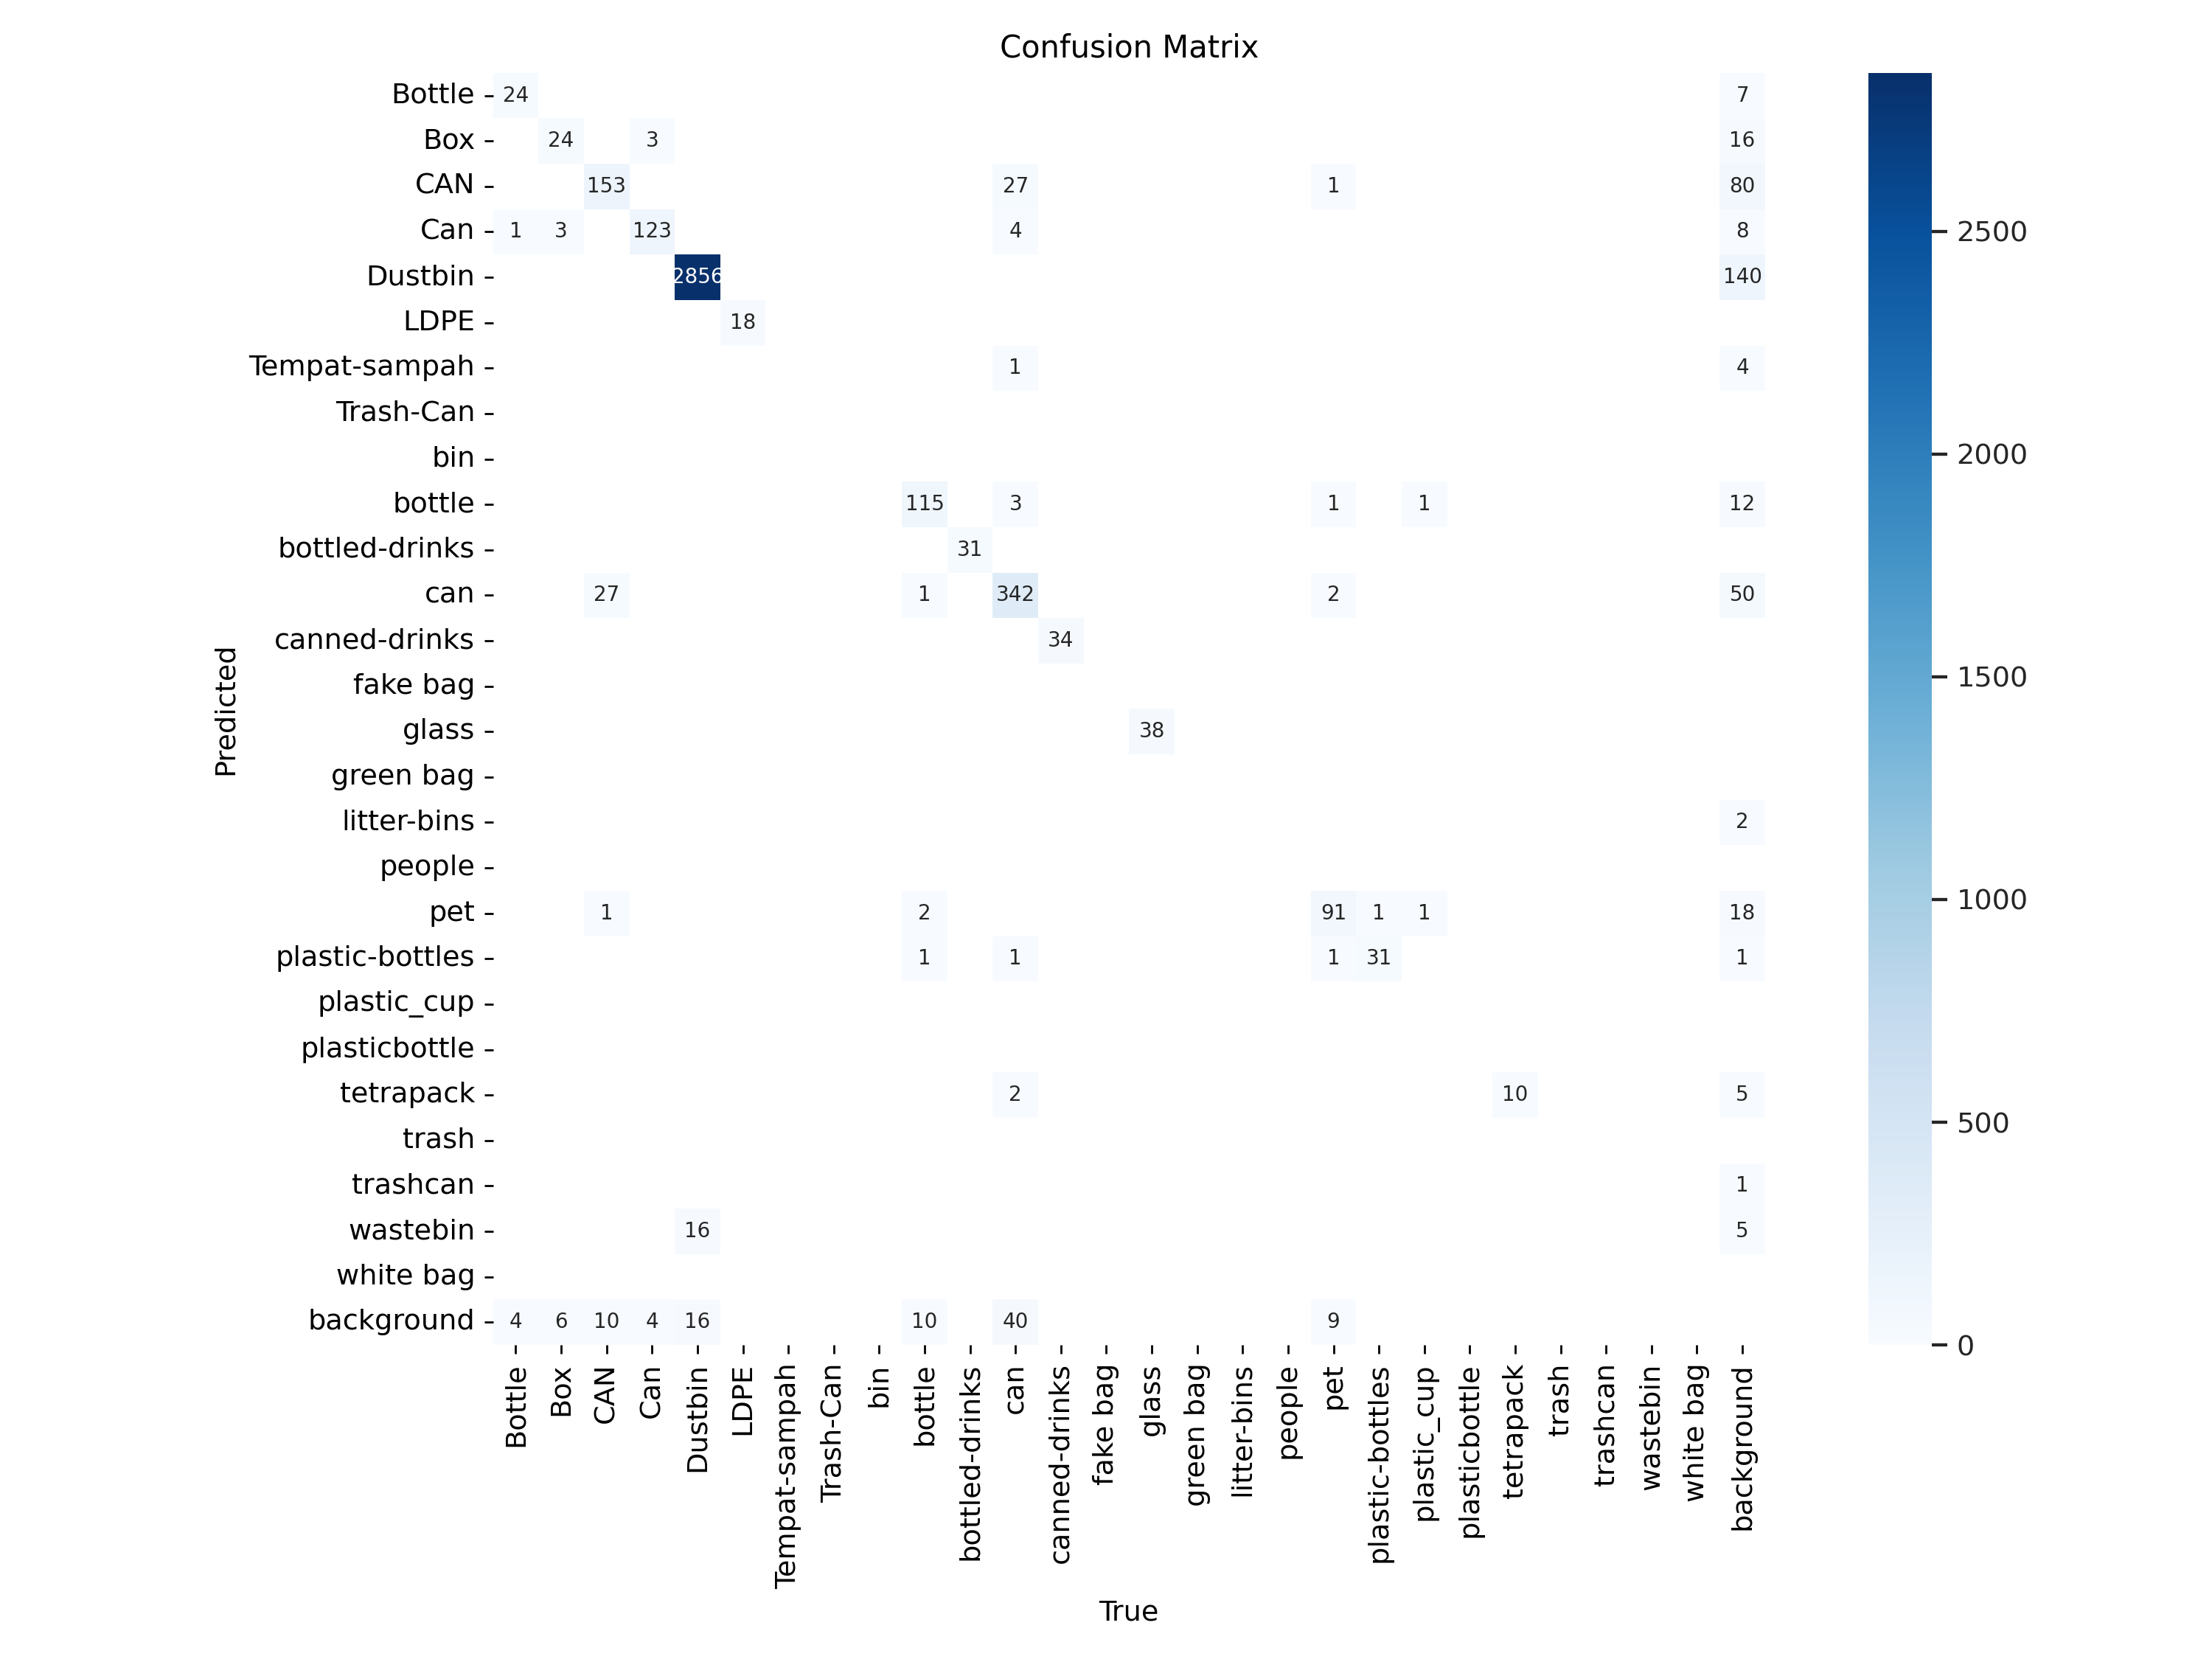 Confusion Matrix
Bottle 24 7
Box 24 3 16
CAN 153 27 1 80
Can 1 3 123 4 8
Dustbin 2856 140
LDPE 18
Tempat-sampah 1 4
Trash-Can
bin
bottle 115 3 1 1 12
bottled-drinks 31
can 27 1 342 2 50
canned-drinks 34
fake bag
glass 38
green bag
litter-bins 2
people
pet 1 2 91 1 1 18
plastic-bottles 1 1 1 31 1
plastic_cup
plasticbottle
tetrapack 2 10 5
trash
trashcan 1
wastebin 16 5
white bag
background 4 6 10 4 16 10 40 9
Predicted
Bottle
Box
CAN
Can
Dustbin
LDPE
Tempat-sampah
Trash-Can
bin
bottle
bottled-drinks
can
canned-drinks
fake bag
glass
green bag
litter-bins
people
pet
plastic-bottles
plastic_cup
plasticbottle
tetrapack
trash
trashcan
wastebin
white bag
background
True
2500
2000
1500
1000
500
0